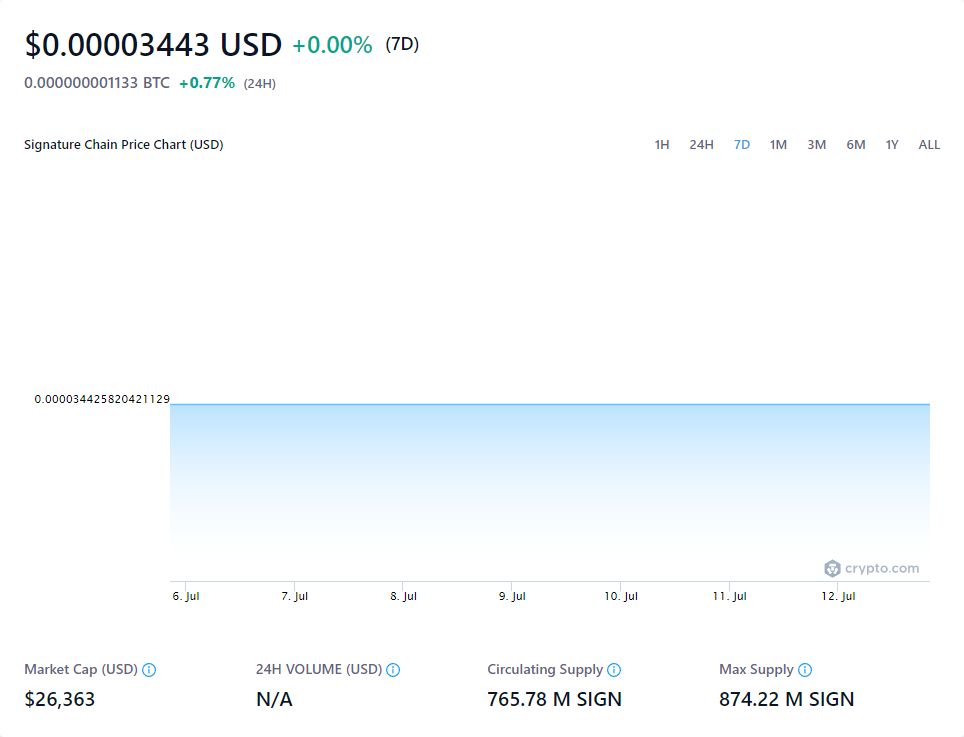 $0.00003443 USD +0.00% (7D)
0.000000001133 BTC +0.77% (24H)
Signature Chain Price Chart (USD) 1H 24H 7D 1M 3M 6M 1Y ALL
0.000034425820421129
crypto.com
6. Jul 7. Jul 8. Jul 9. Jul 10. Jul 11. Jul 12. Jul
Market Cap (USD) 24H VOLUME (USD) Circulating Supply Max Supply
$26,363 N/A 765.78 M SIGN 874.22 M SIGN